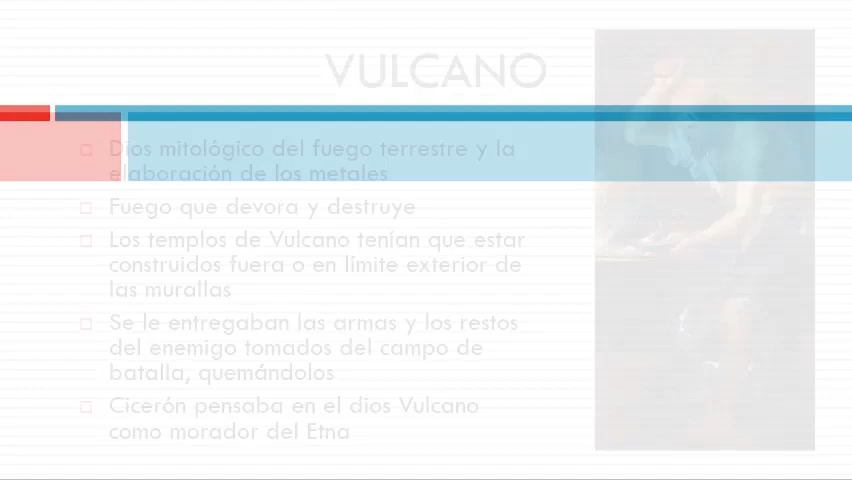 VULCANO
Dios mitológico del fuego terrestre y la
elaboración de los metales
Fuego que devora y destruye
Los templos de Vulcano tenían que estar
construidos fuera o en límite exterior de
las murallas
Se le entregaban las armas y los restos
del enemigo tomados del campo de
batalla, quemándolos
Cicerón pensaba en el dios Vulcano
como morador del Etna